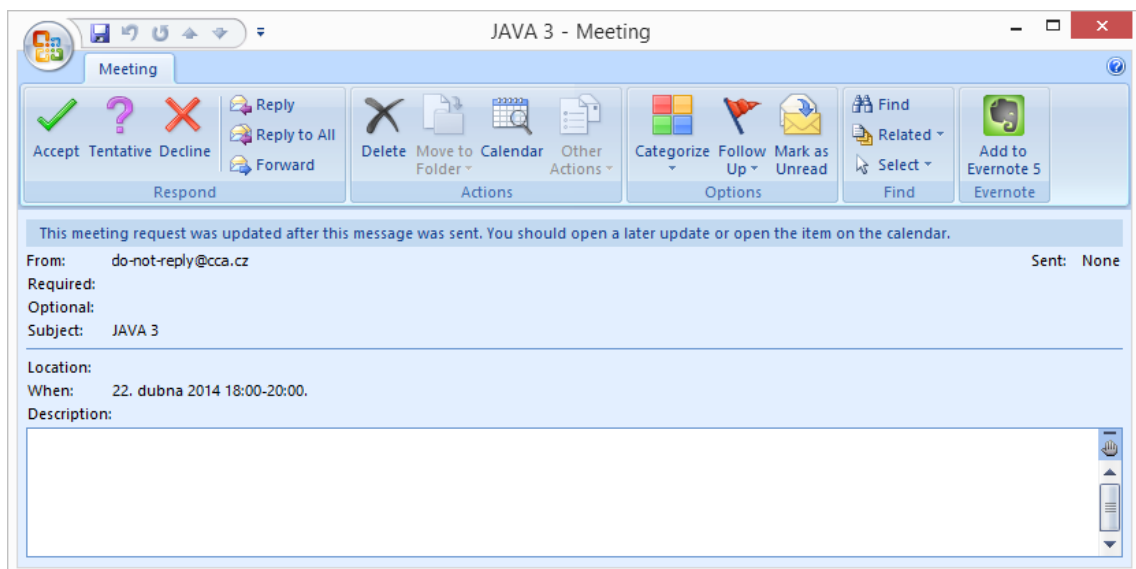 JAVA 3 - Meeting
Meeting
Accept Tentative Decline
Reply
Reply to All
Forward
Respond
Delete Move to Folder Calendar Other Actions
Actions
Categorize Follow Up Mark as Unread
Options
Find
Related
Select
Find
Add to Evernote 5
Evernote
This meeting request was updated after this message was sent. You should open a later update or open the item on the calendar.
From: do-not-reply@cca.cz Sent: None
Required:
Optional:
Subject: JAVA 3
Location:
When: 22. dubna 2014 18:00-20:00.
Description: